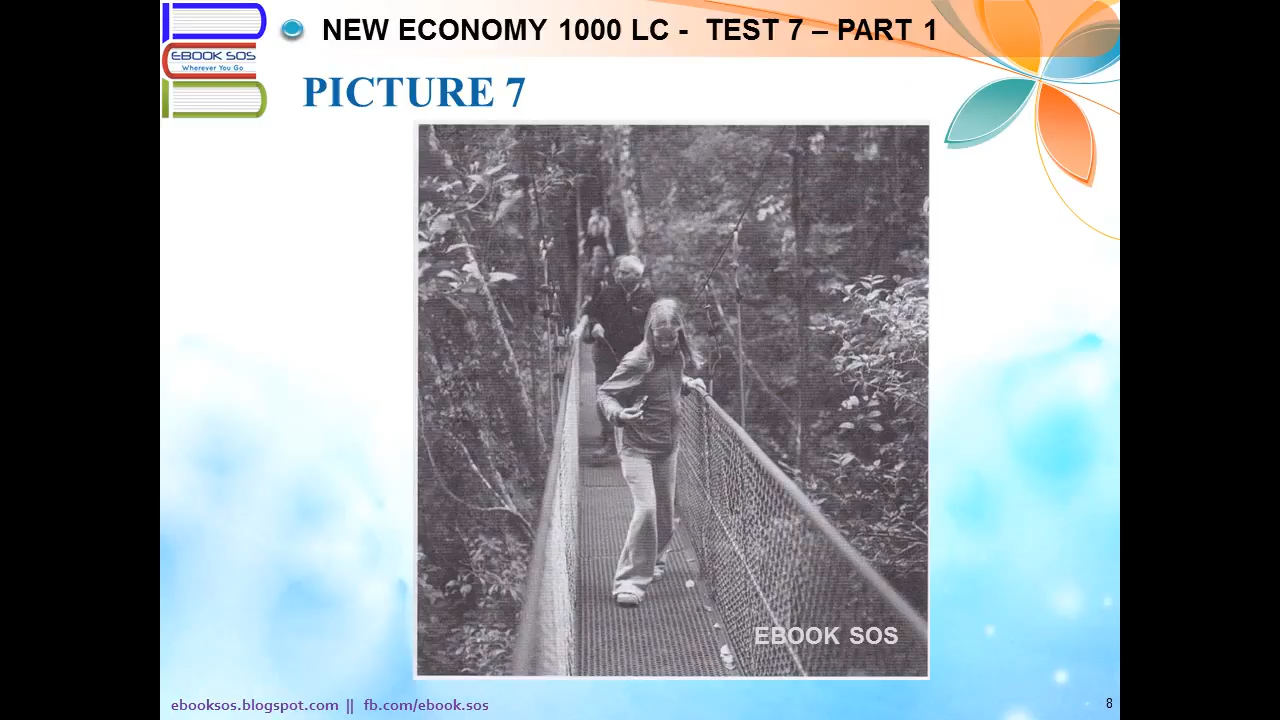 NEW ECONOMY 1000 LC - TEST 7 – PART 1
EBOOK SOS
Wherever You Go
PICTURE 7
EBOOK SOS
ebooksos.blogspot.com || fb.com/ebook.sos
8